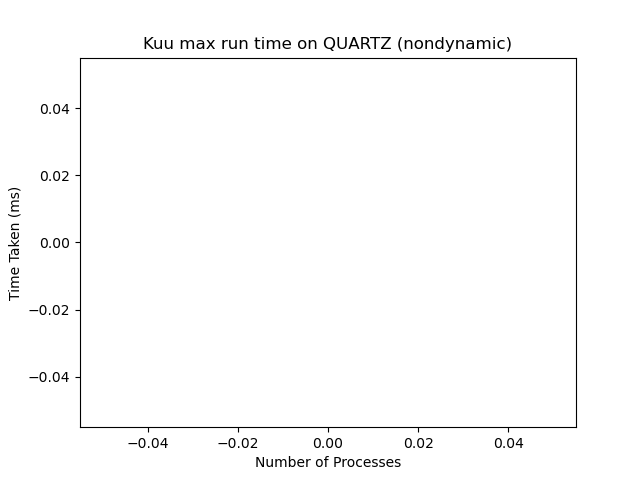 Kuu max run time on QUARTZ (nondynamic)
Time Taken (ms)
0.04
0.02
0.00
−0.02
−0.04
−0.04 −0.02 0.00 0.02 0.04
Number of Processes